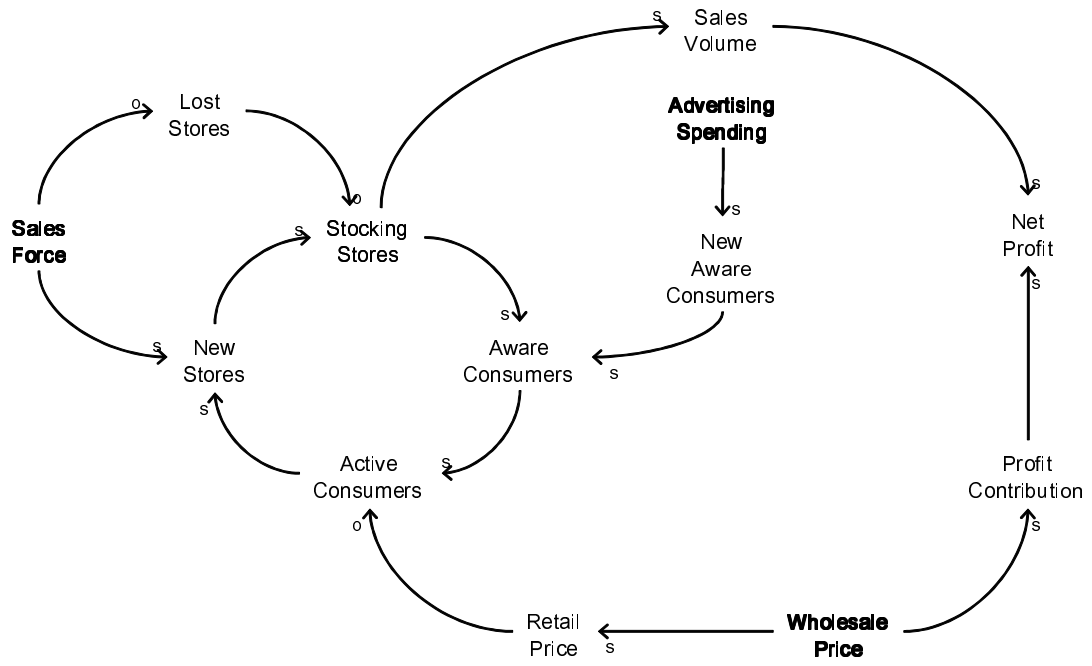 s
Sales
Volume
o
Lost
Stores
Advertising
Spending
s
o
s
Sales
Force
s
Stocking
Stores
Net
Profit
New
Aware
Consumers
s
s
s
New
Stores
Aware
Consumers
s
s
s
Active
Consumers
Profit
Contribution
o
s
Retail
Price
s
Wholesale
Price